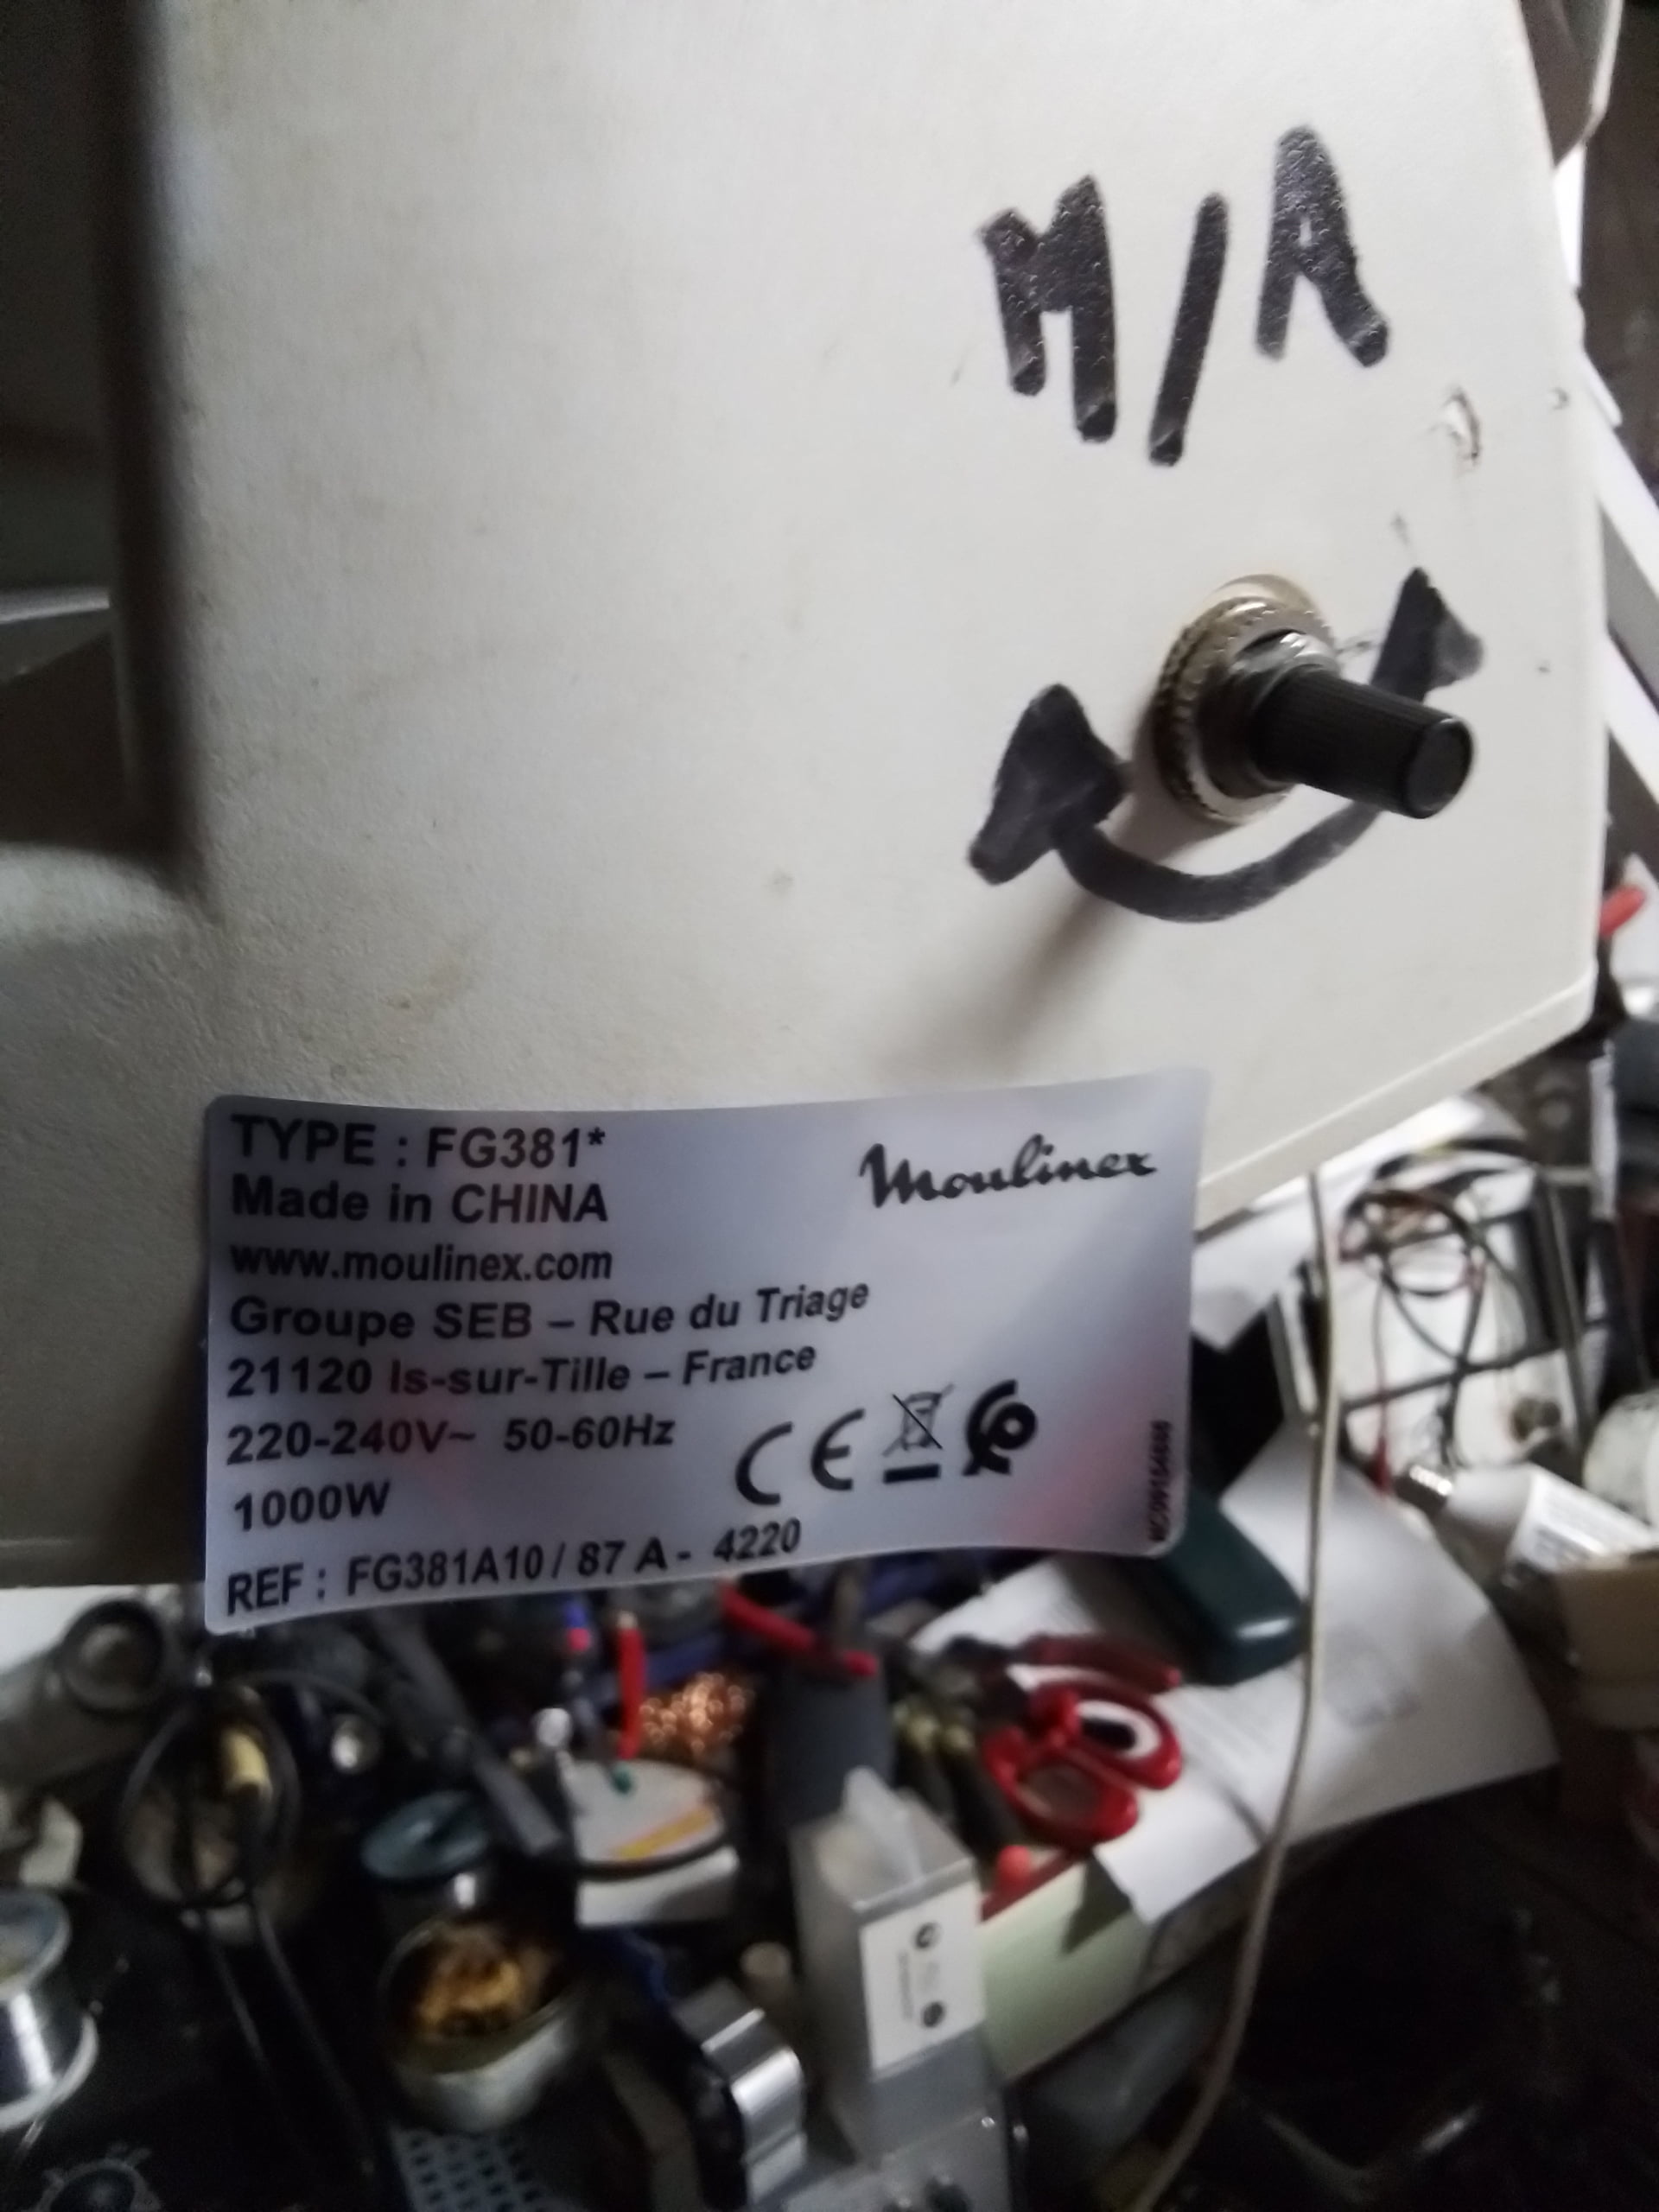 M/A
TYPE : FG381*
Moulinex
Made in CHINA
www.moulinex.com
Groupe SEB – Rue du Triage
21120 Is-sur-Tille – France
220-240V~ 50-60Hz
CE
1000W
REF : FG381A10 / 87 A - 4220